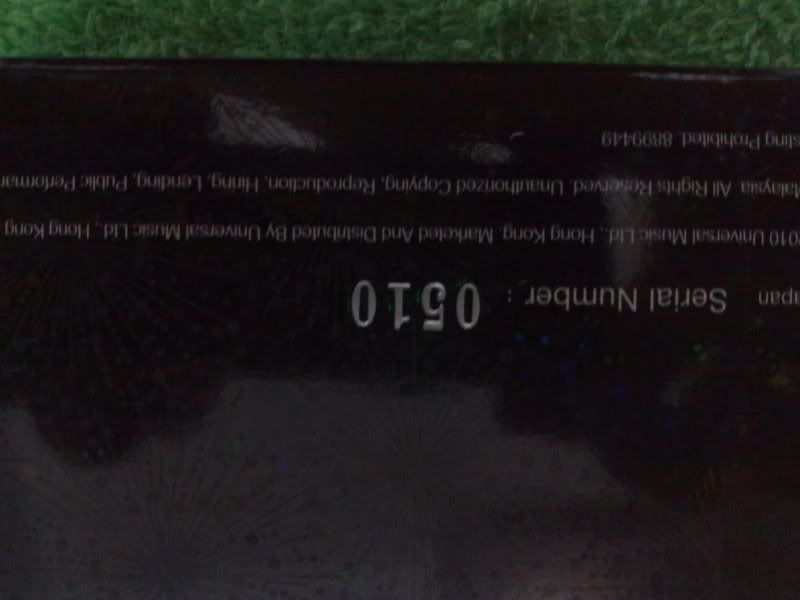 apan Serial Number : 0510
2010 Universal Music Ltd., Hong Kong. Marketed And Distributed By Universal Music Ltd., Hong Kong
Malaysia. All Rights Reserved. Unauthorized Copying, Reproduction, Hiring, Lending, Public Performan
sting Prohibited. 8899449